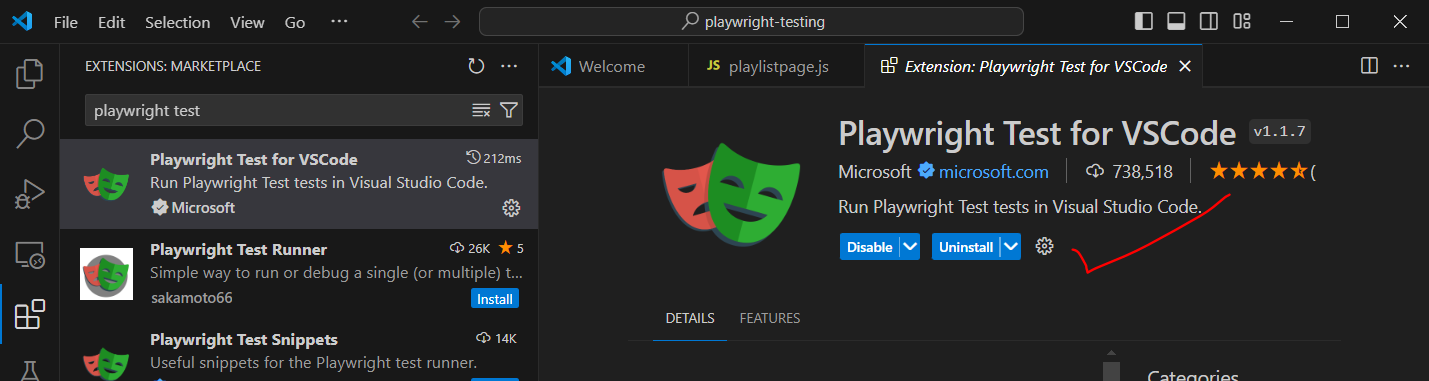 File Edit Selection View Go ... playwright-testing
EXTENSIONS: MARKETPLACE
playwright test
Playwright Test for VSCode 212ms
Run Playwright Test tests in Visual Studio Code.
Microsoft
Playwright Test Runner 26K 5
Simple way to run or debug a single (or multiple) t...
sakamoto66 Install
Playwright Test Snippets 14K
Useful snippets for the Playwright test runner.
Welcome JS playlistpage.js Extension: Playwright Test for VSCode
Playwright Test for VSCode v1.1.7
Microsoft microsoft.com 738,518 (
Run Playwright Test tests in Visual Studio Code.
Disable Uninstall
DETAILS FEATURES
Categories